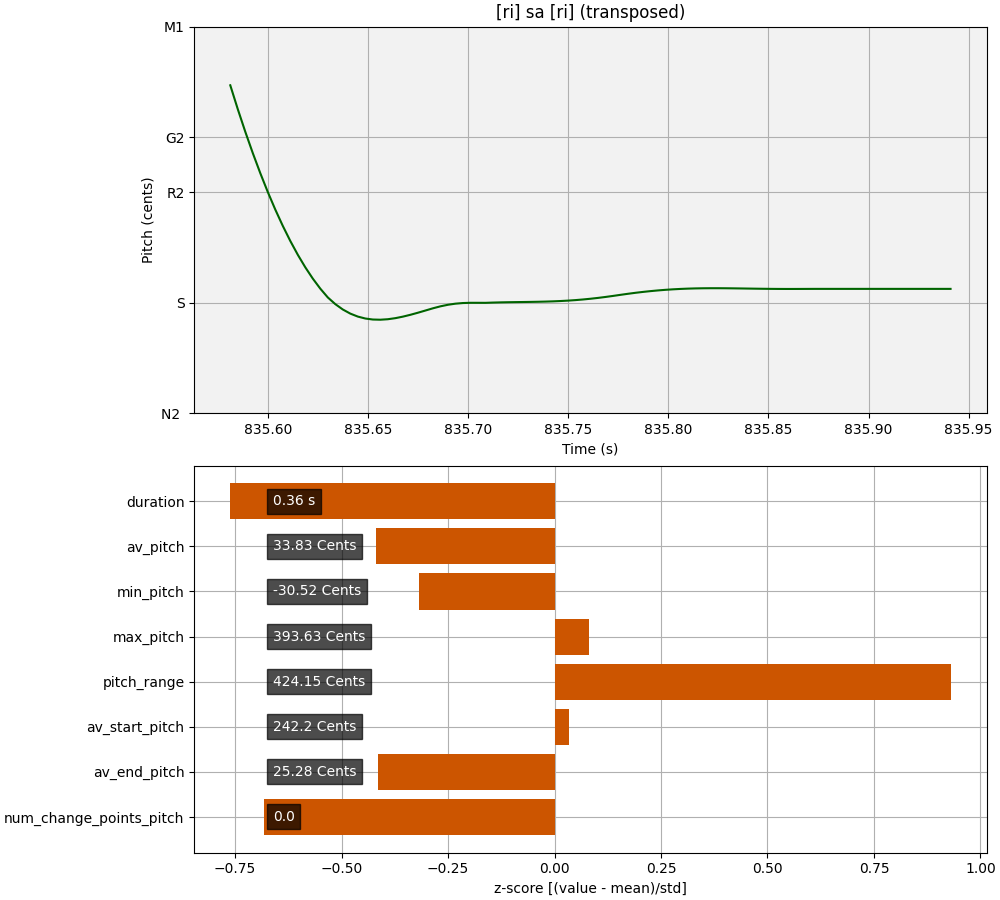 [ri] sa [ri] (transposed)
M1
G2
R2
S
N2
Pitch (cents)
835.60 835.65 835.70 835.75 835.80 835.85 835.90 835.95
Time (s)
duration 0.36 s
av_pitch 33.83 Cents
min_pitch -30.52 Cents
max_pitch 393.63 Cents
pitch_range 424.15 Cents
av_start_pitch 242.2 Cents
av_end_pitch 25.28 Cents
num_change_points_pitch 0.0
−0.75 −0.50 −0.25 0.00 0.25 0.50 0.75 1.00
z-score [(value - mean)/std]